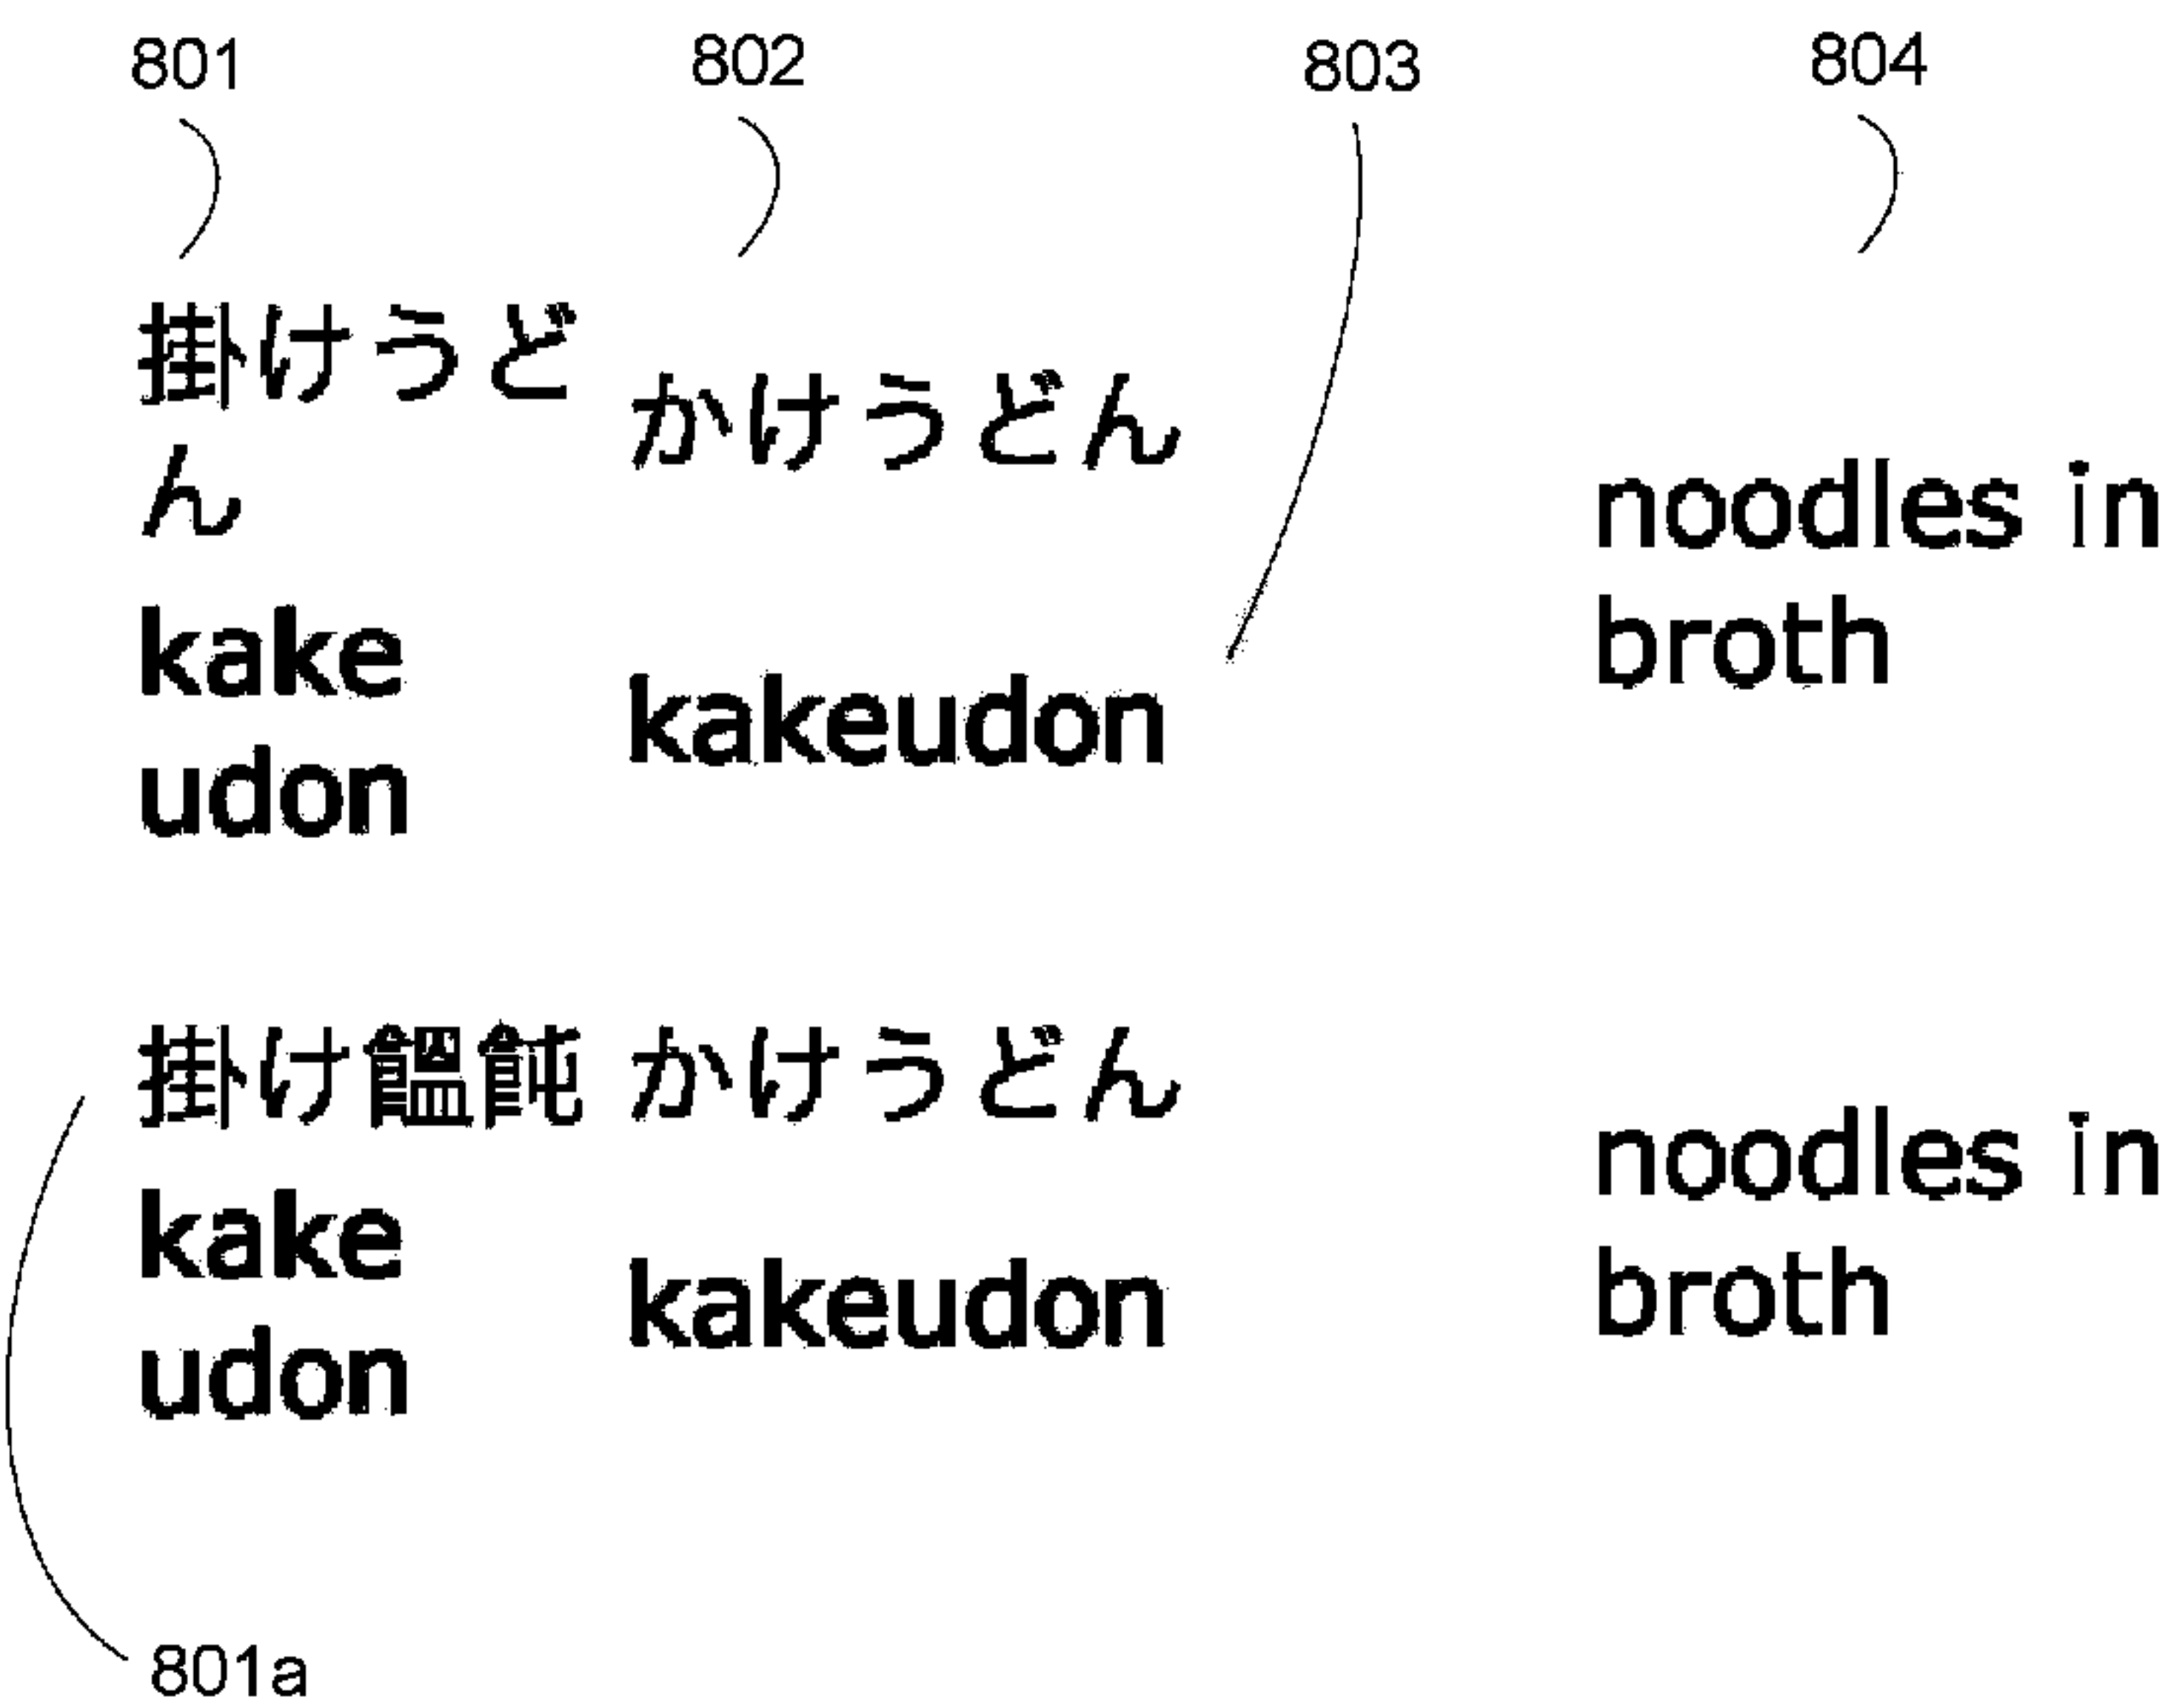 801 802 803 804
掛けうど
ん
かけうどん
kake
udon
kakeudon
noodles in
broth
掛け饂飩 かけうどん
kake
udon
kakeudon
noodles in
broth
801a